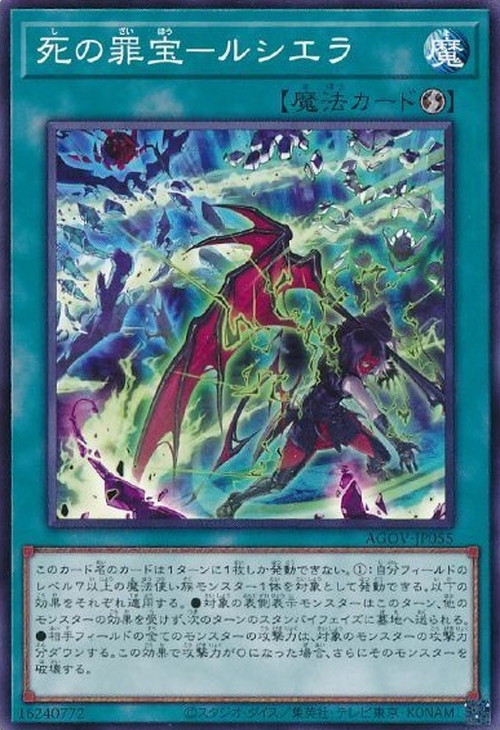 死の罪宝－ルシエラ
魔
【魔法カード】
AGOV-JP055
このカード名のカードは1ターンに1枚しか発動できない。①：自分フィールドの
レベル7以上の魔法使い族モンスター1体を対象として発動できる。以下の
効果をそれぞれ適用する。●対象の表側表示モンスターはこのターン、他の
モンスターの効果を受けず、次のターンのスタンバイフェイズに墓地へ送られる。
●相手フィールドの全てのモンスターの攻撃力は、対象のモンスターの攻撃力
分ダウンする。この効果で攻撃力が0になった場合、さらにそのモンスターを
破壊する。
16240772
©スタジオ・ダイス／集英社・テレビ東京・KONAMI